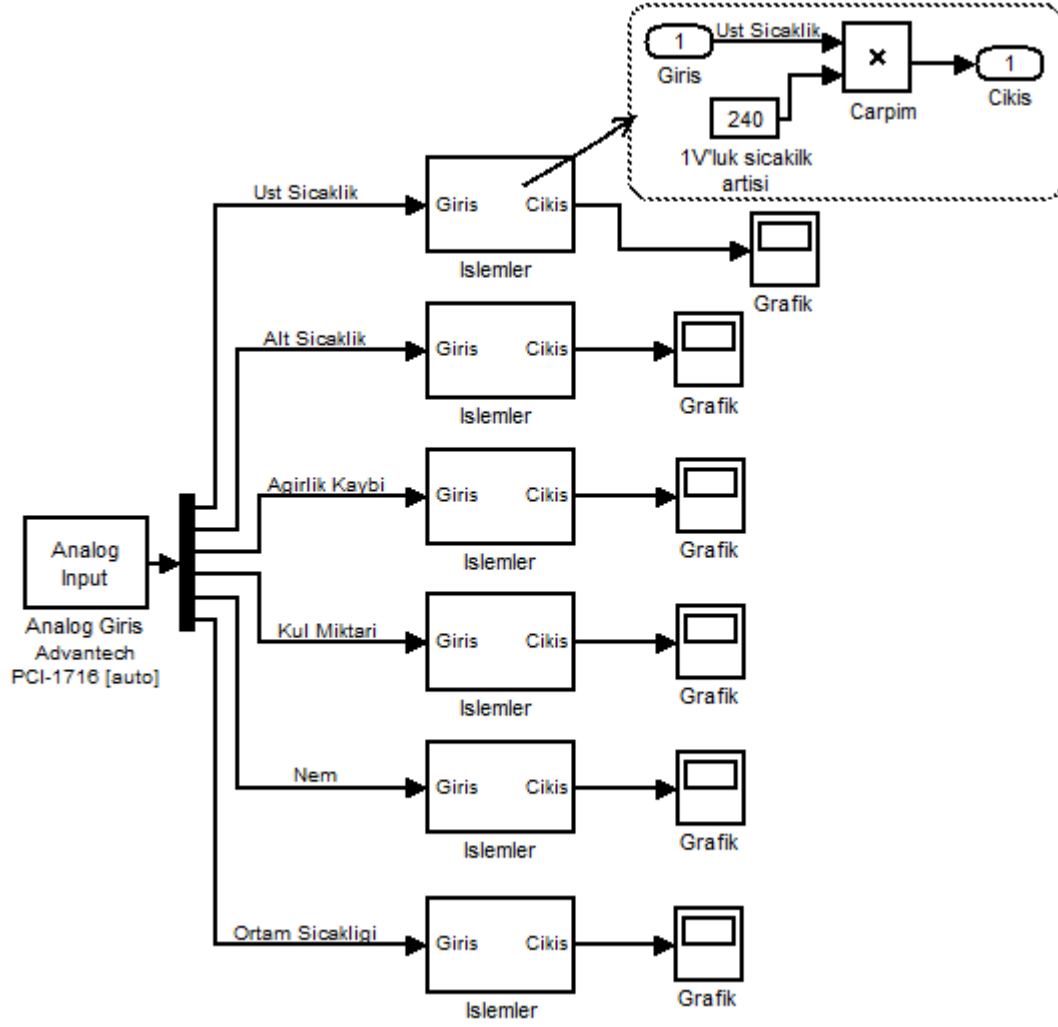 1
Ust Sicaklik
Giris
240
×
Carpim
1
Cikis
1V'luk sicakilk
artisi
Ust Sicaklik
Giris
Cikis
Islemler
Grafik
Alt Sicaklik
Giris
Cikis
Islemler
Grafik
Agirlik Kaybi
Giris
Cikis
Islemler
Grafik
Analog
Input
Analog Giris
Advantech
PCI-1716 [auto]
Kul Miktari
Giris
Cikis
Islemler
Grafik
Nem
Giris
Cikis
Islemler
Grafik
Ortam Sicakligi
Giris
Cikis
Islemler
Grafik